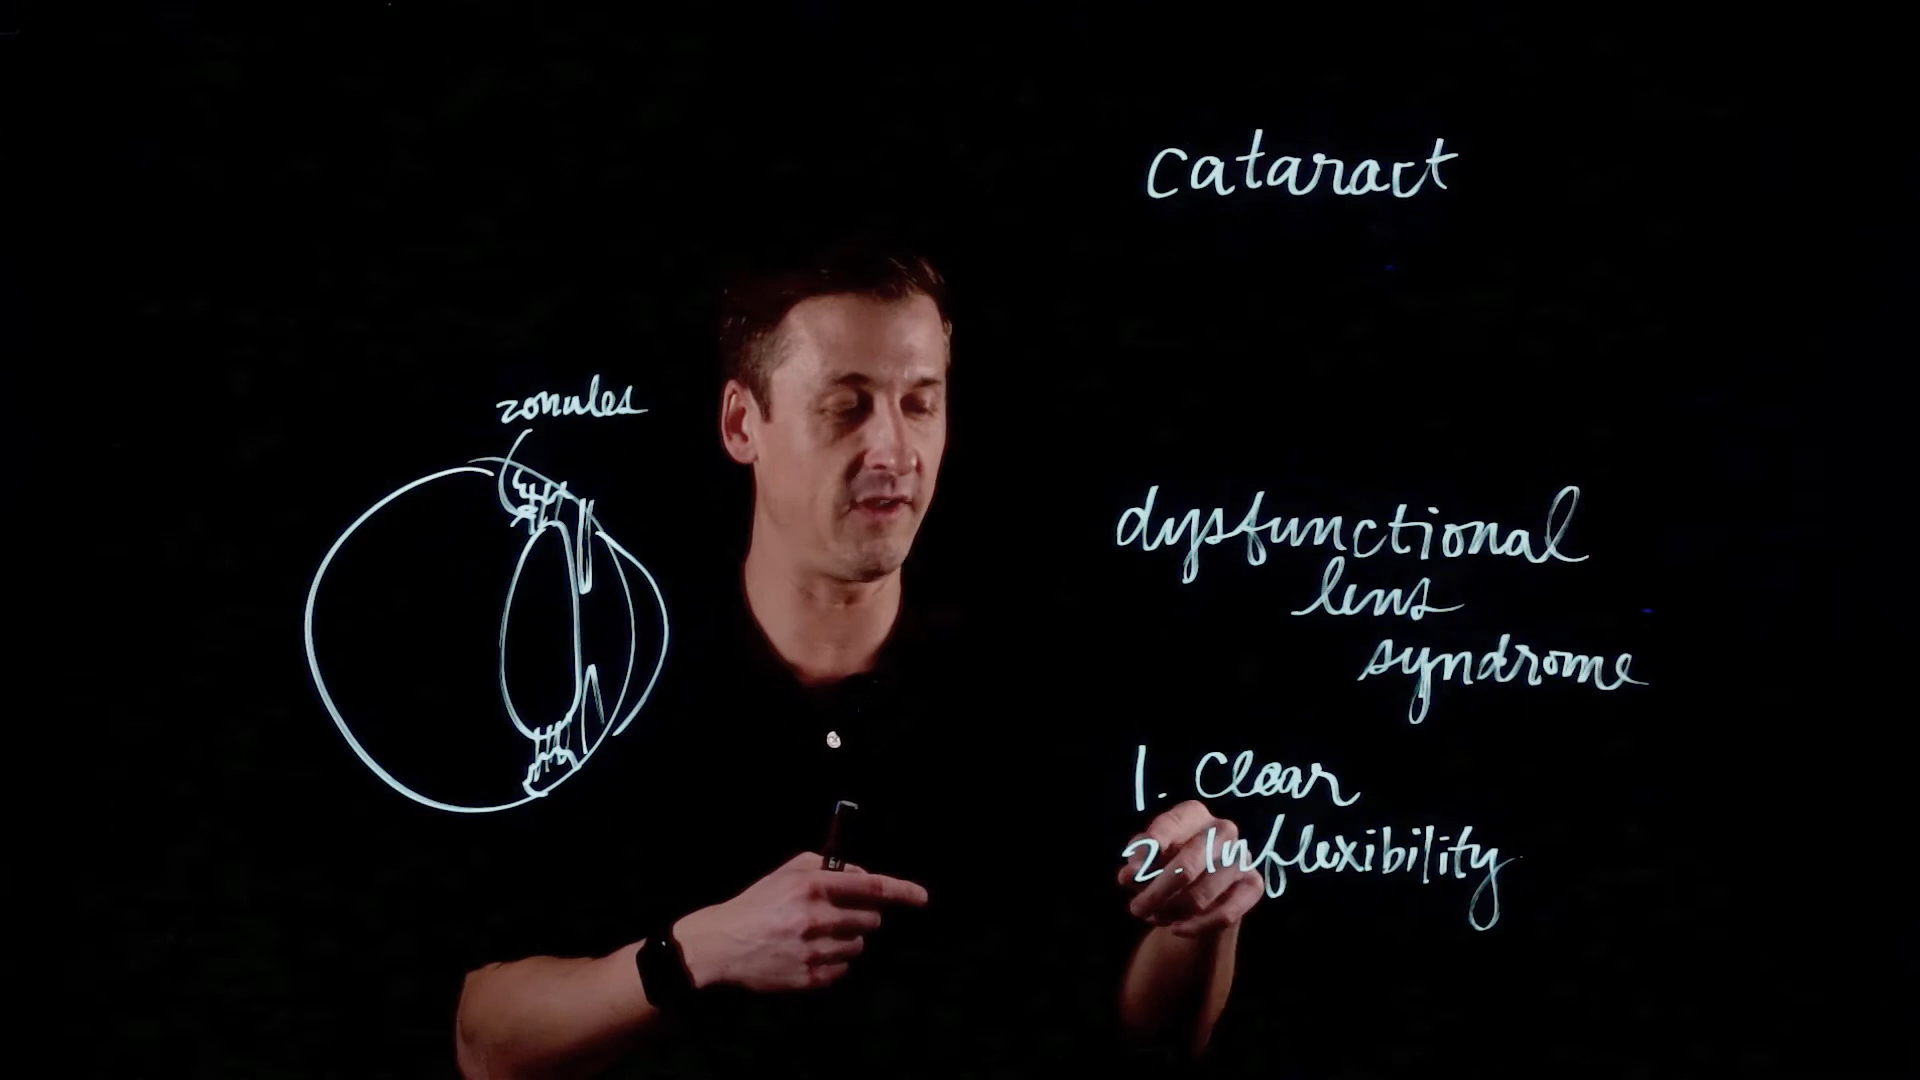 cataract
zonules
dysfunctional
lens
syndrome
1. Clear
2. Inflexibility